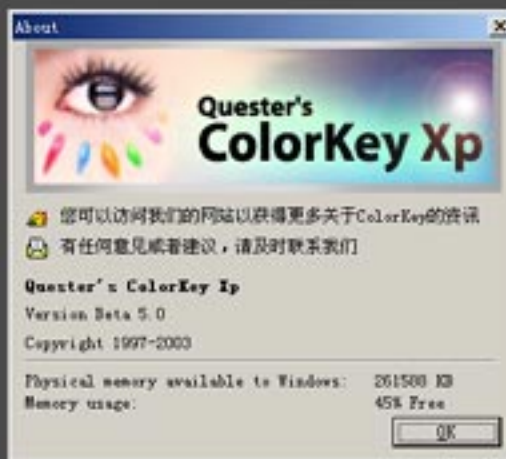 About
Quester's
ColorKey Xp
您可以访问我们的网站以获得更多关于ColorKey的资讯
有任何意见或者建议，请及时联系我们
Quester's ColorKey Xp
Version Beta 5.0
Copyright 1997-2003
Physical memory available to Windows: 261588 KB
Memory usage: 45% Free
OK